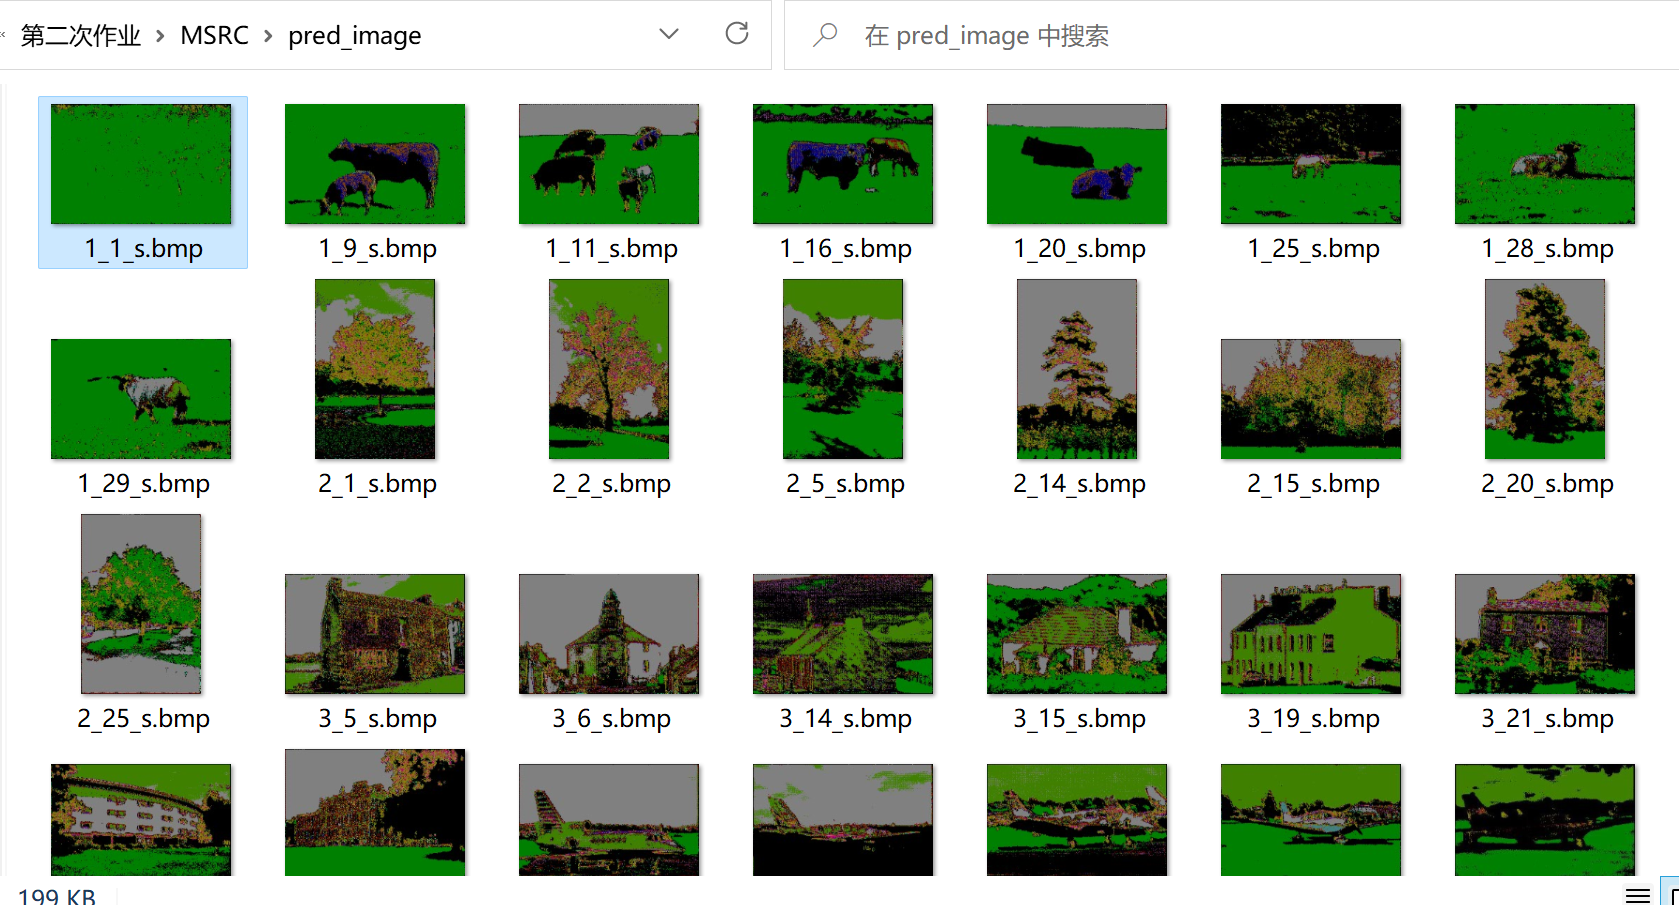 第二次作业 › MSRC › pred_image
在 pred_image 中搜索
1_1_s.bmp 1_9_s.bmp 1_11_s.bmp 1_16_s.bmp 1_20_s.bmp 1_25_s.bmp 1_28_s.bmp
1_29_s.bmp 2_1_s.bmp 2_2_s.bmp 2_5_s.bmp 2_14_s.bmp 2_15_s.bmp 2_20_s.bmp
2_25_s.bmp 3_5_s.bmp 3_6_s.bmp 3_14_s.bmp 3_15_s.bmp 3_19_s.bmp 3_21_s.bmp
199 KB